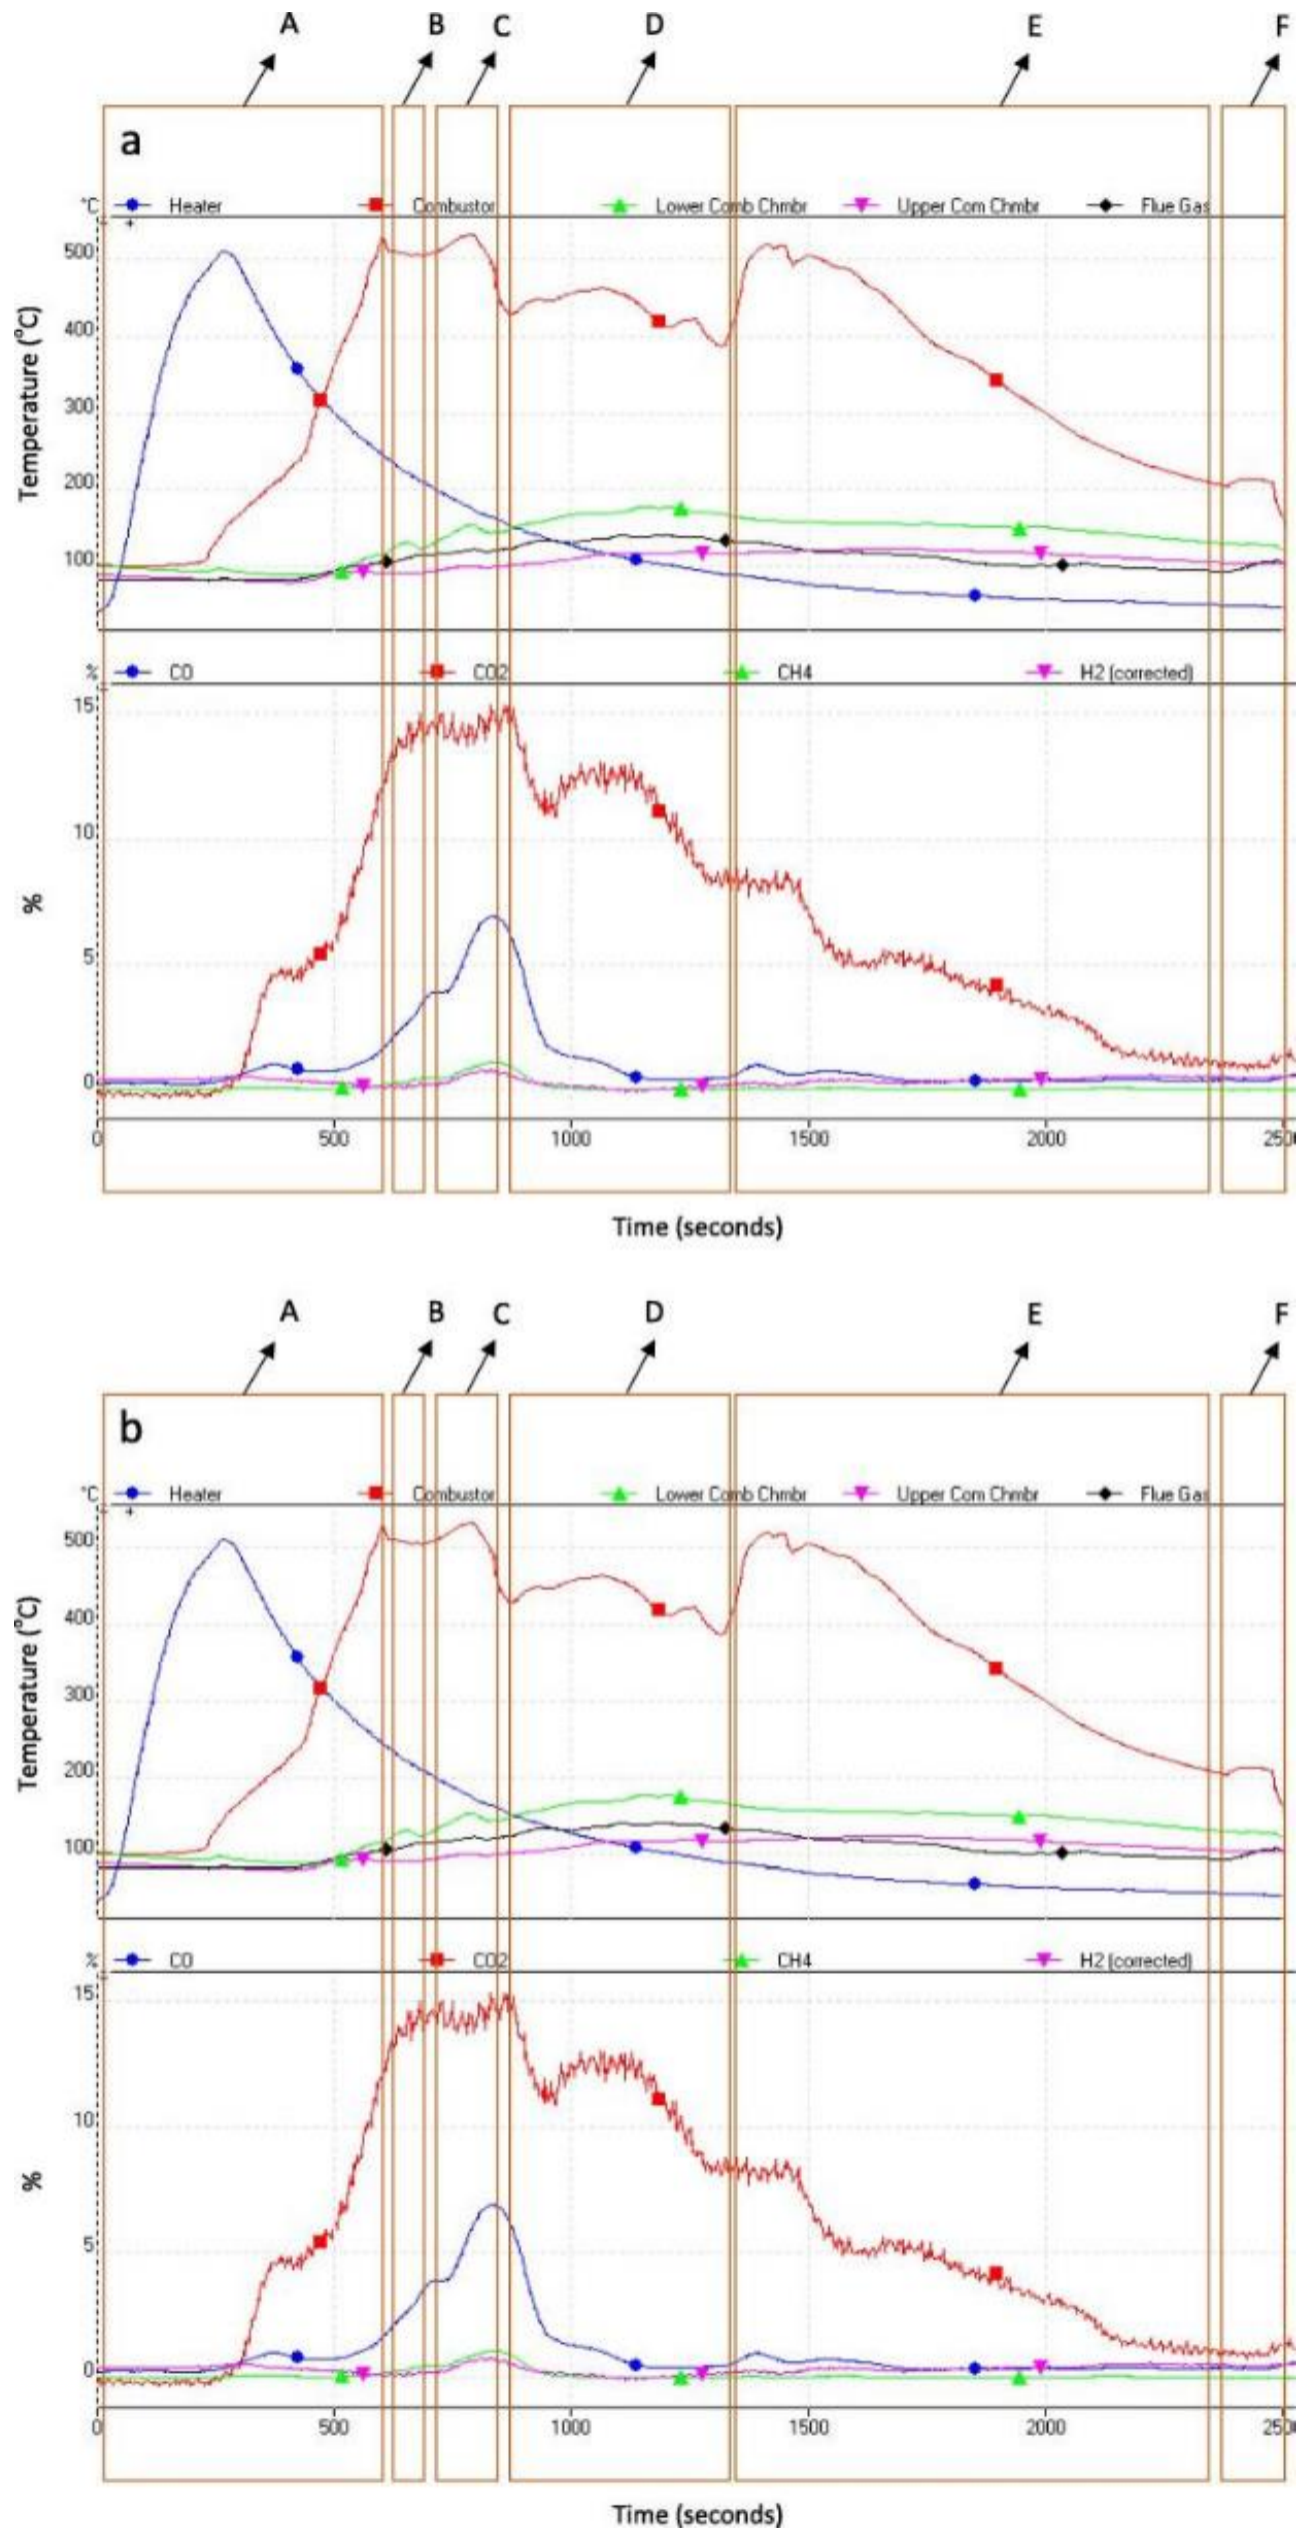 A B C D E F
a
°C Heater Combustor Lower Comb Chmbr Upper Com Chmbr Flue Gas
500
400
300
200
100
Temperature (°C)
% CO CO2 CH4 H2 (corrected)
15
10
5
0
%
0 500 1000 1500 2000 2500
Time (seconds)
A B C D E F
b
°C Heater Combustor Lower Comb Chmbr Upper Com Chmbr Flue Gas
500
400
300
200
100
Temperature (°C)
% CO CO2 CH4 H2 (corrected)
15
10
5
0
%
0 500 1000 1500 2000 2500
Time (seconds)